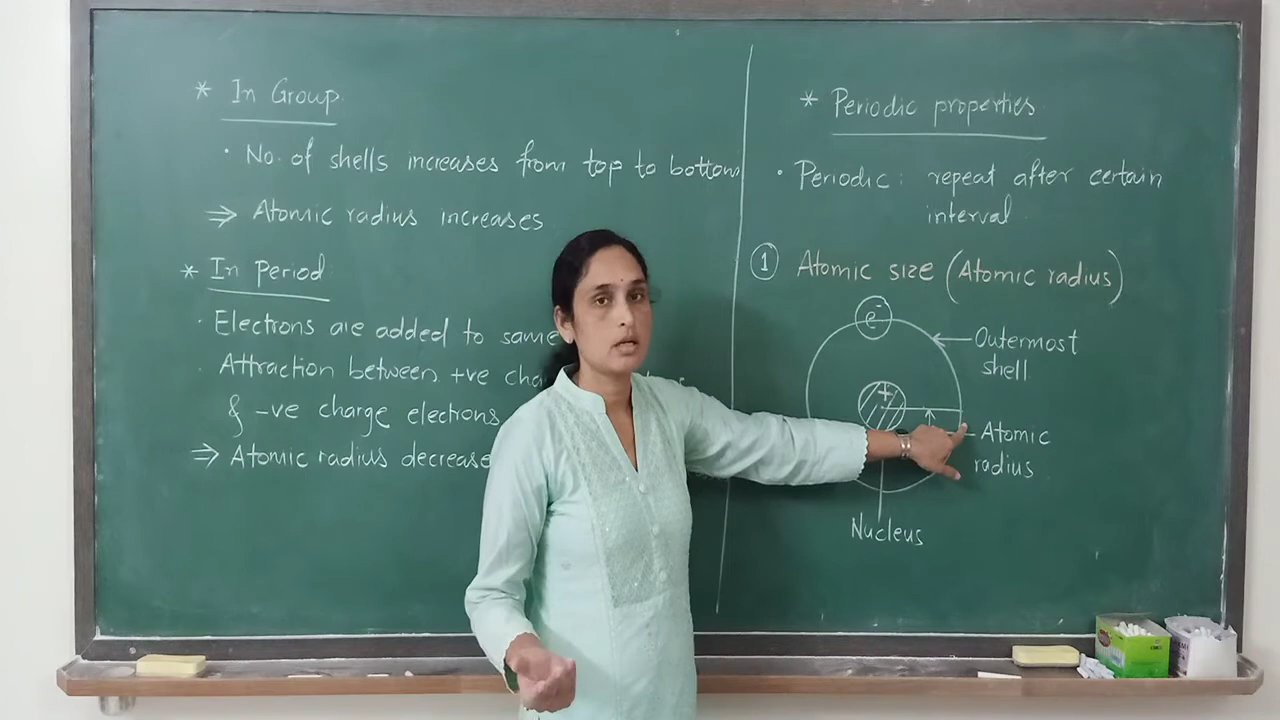 * In Group
· No. of shells increases from top to bottom
⇒ Atomic radius increases
* In Period
· Electrons are added to same
· Attraction between +ve
& -ve charge electrons
⇒ Atomic radius decrease
* Periodic properties
· Periodic: repeat after certain
interval
① Atomic size (Atomic radius)
e⁻
Outermost
shell
+
Atomic
radius
Nucleus